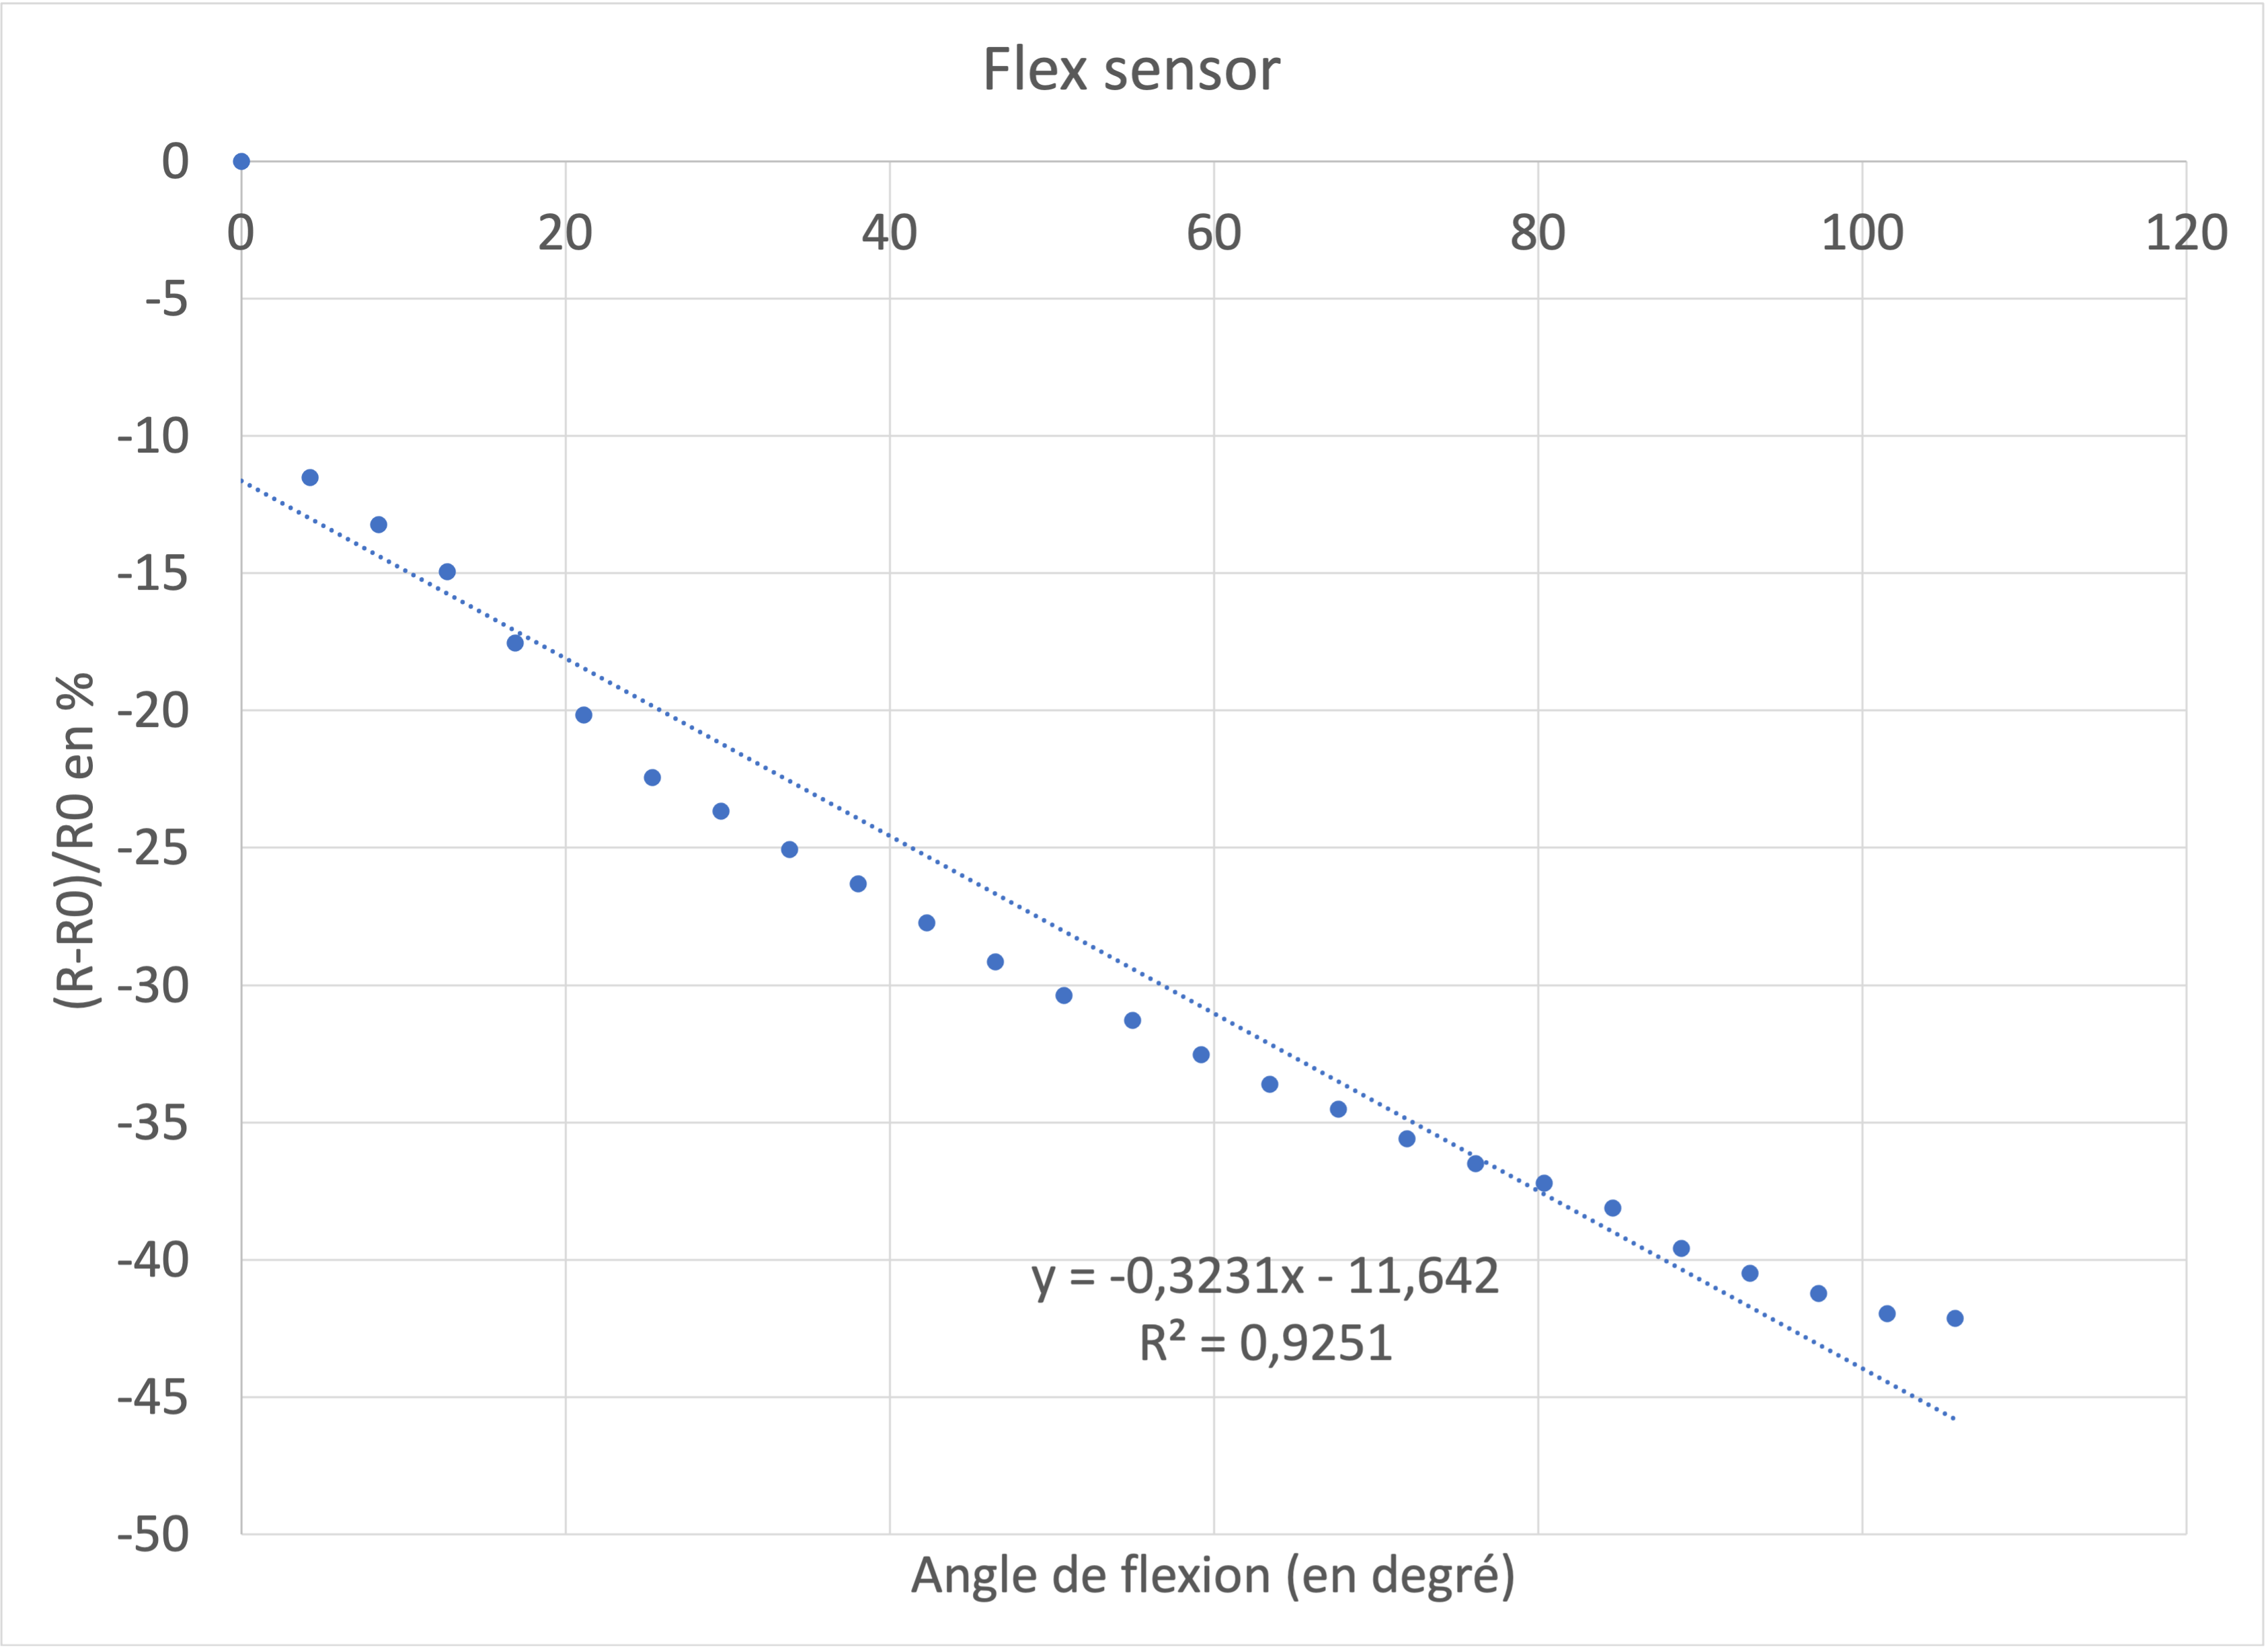 Flex sensor
0
0 20 40 60 80 100 120
-5
-10
-15
-20
-25
-30
-35
-40
-45
-50
(R-R0)/R0 en %
y = -0,3231x - 11,642
R² = 0,9251
Angle de flexion (en degré)